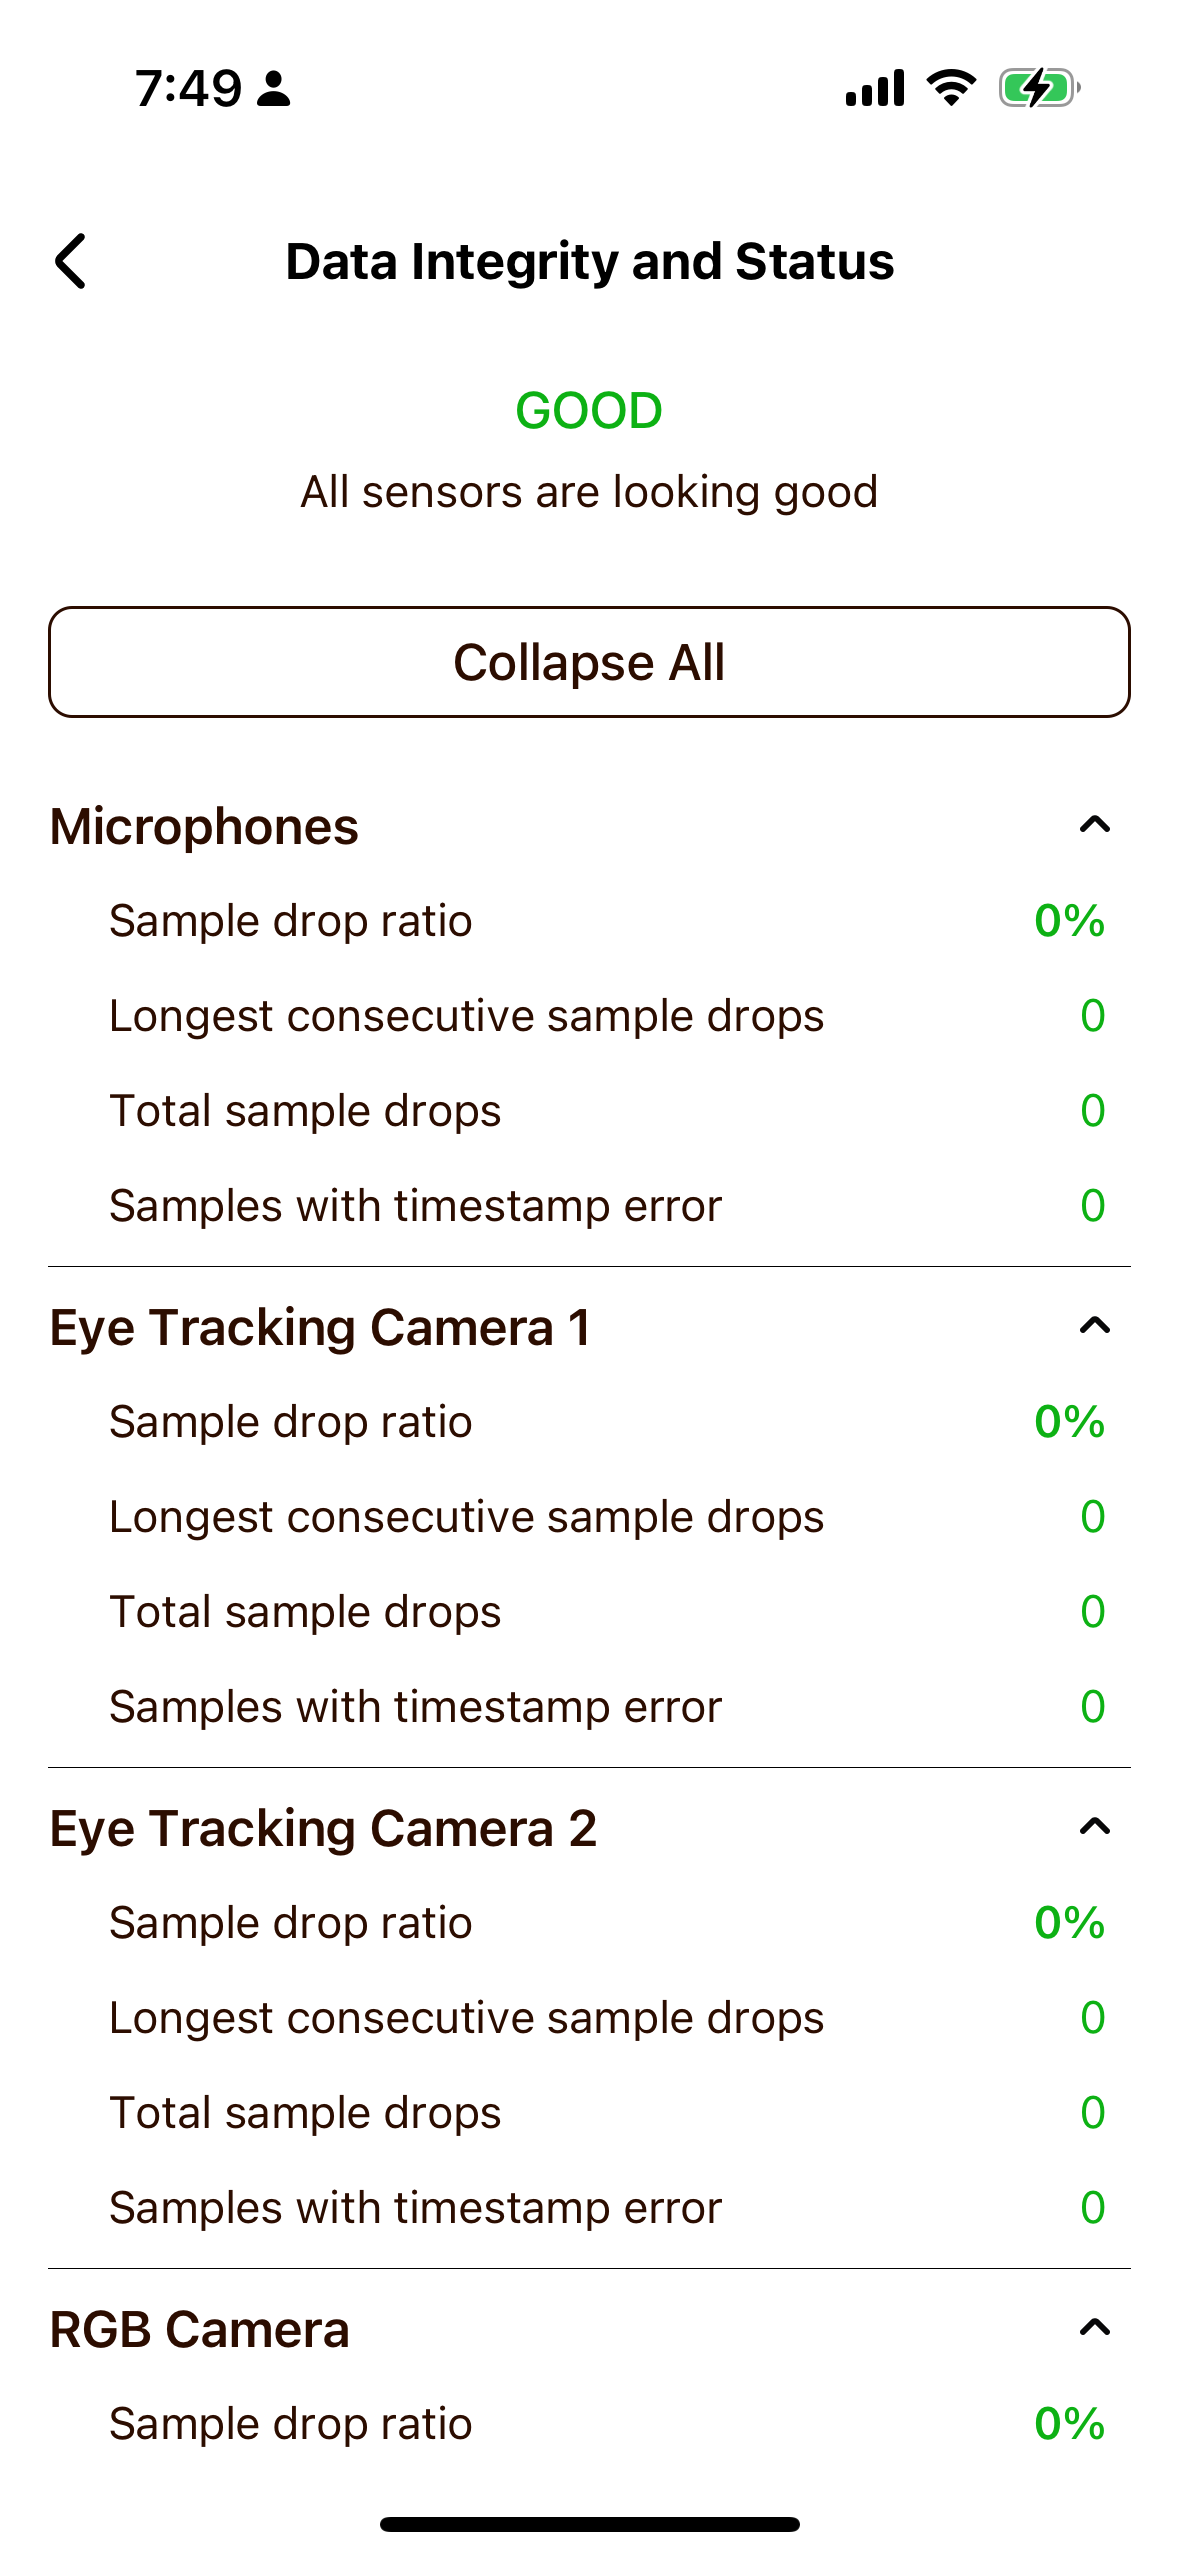 7:49
Data Integrity and Status
GOOD
All sensors are looking good
Collapse All
Microphones
Sample drop ratio 0%
Longest consecutive sample drops 0
Total sample drops 0
Samples with timestamp error 0
Eye Tracking Camera 1
Sample drop ratio 0%
Longest consecutive sample drops 0
Total sample drops 0
Samples with timestamp error 0
Eye Tracking Camera 2
Sample drop ratio 0%
Longest consecutive sample drops 0
Total sample drops 0
Samples with timestamp error 0
RGB Camera
Sample drop ratio 0%